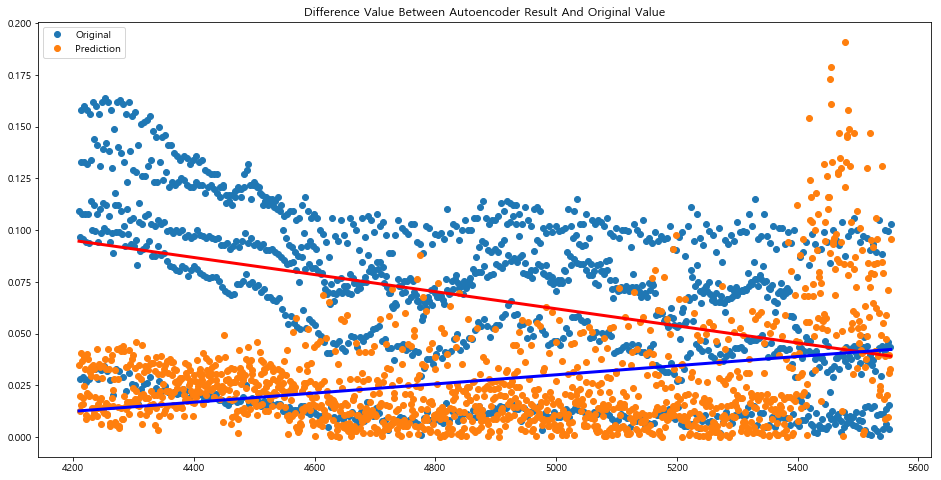 Difference Value Between Autoencoder Result And Original Value
Original
Prediction
0.200
0.175
0.150
0.125
0.100
0.075
0.050
0.025
0.000
4200 4400 4600 4800 5000 5200 5400 5600